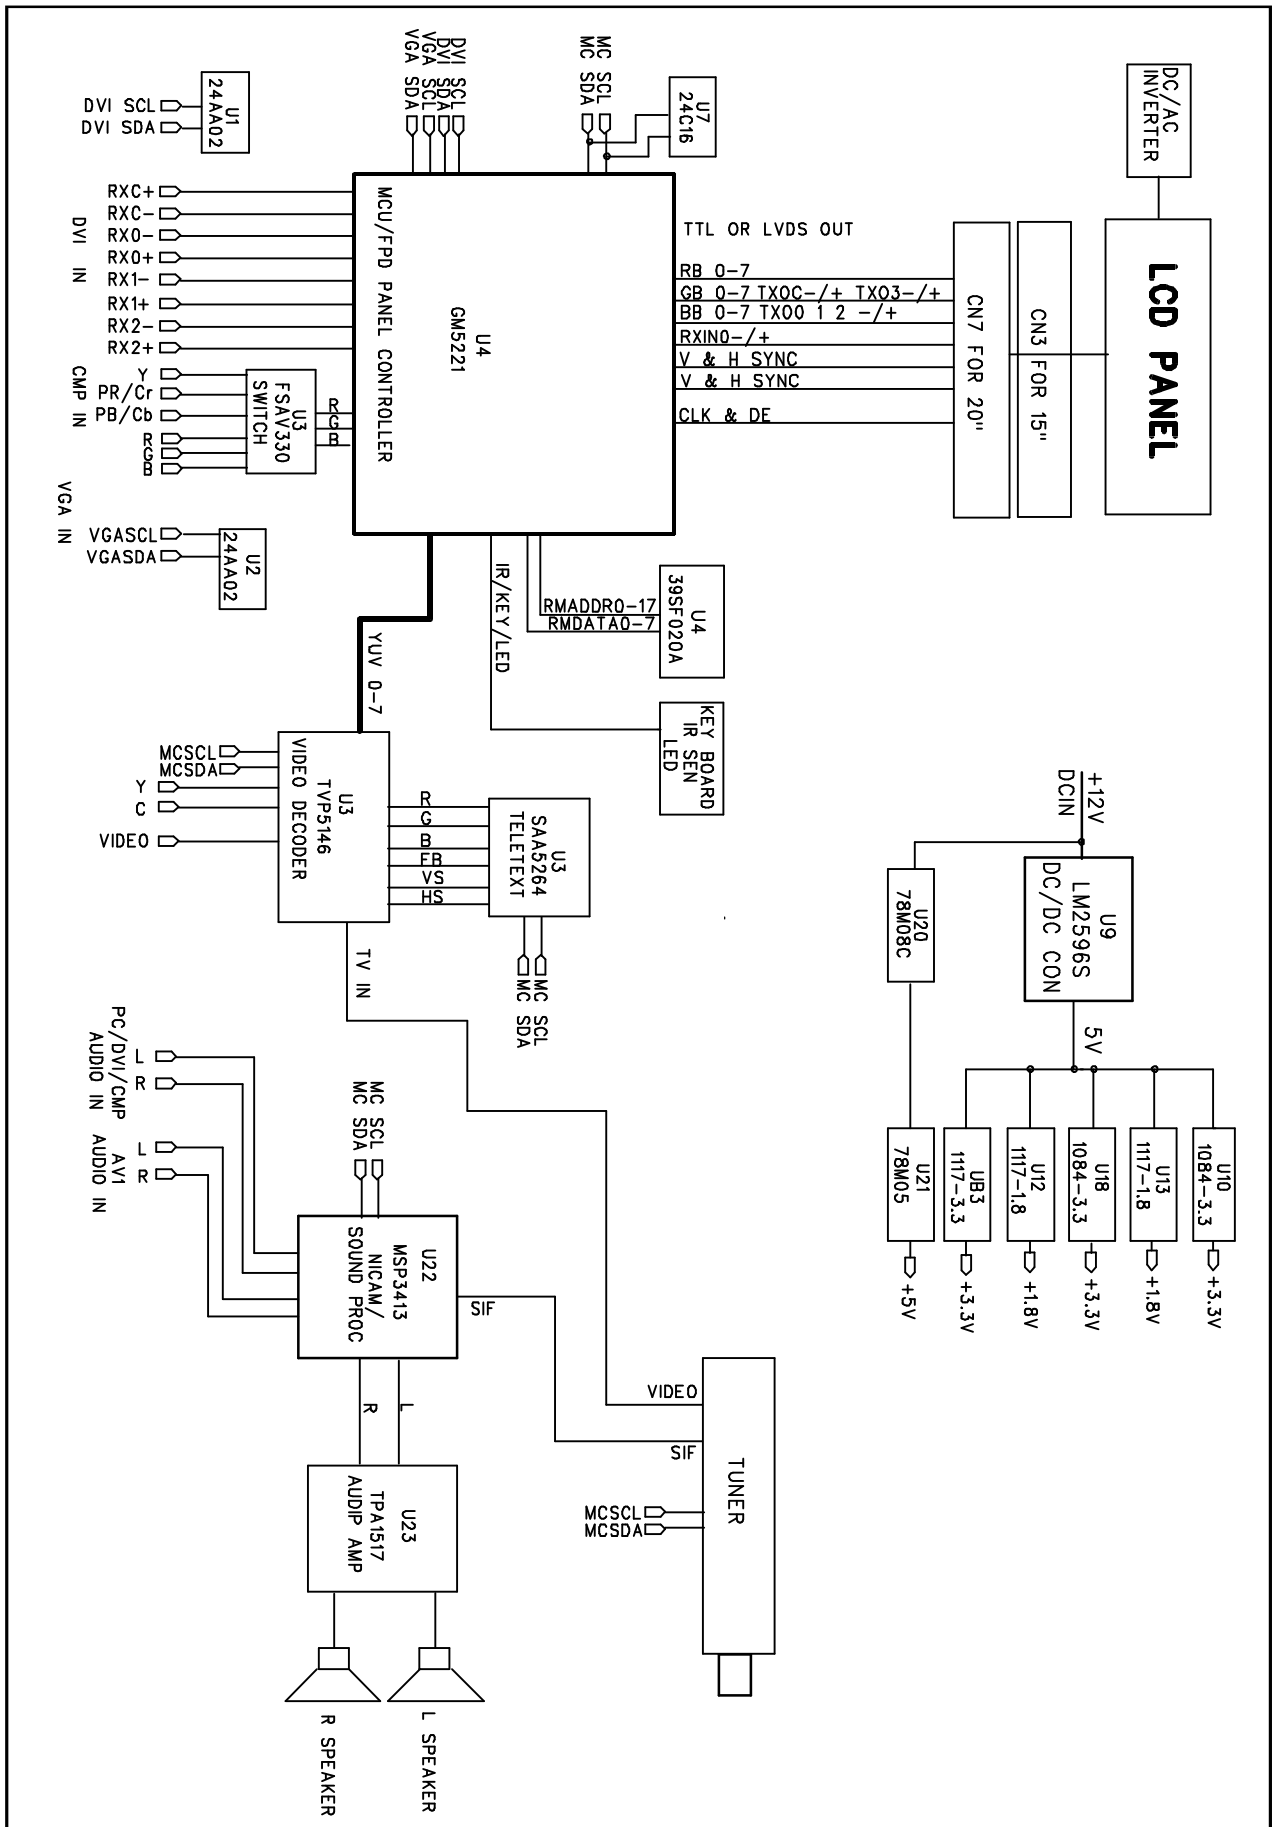 DC/AC
INVERTER
LCD PANEL
CN3 FOR 15"
CN7 FOR 20"
TTL OR LVDS OUT
RB 0-7
GB 0-7 TXOC-/+ TXO3-/+
BB 0-7 TXO0 1 2 -/+
RXIN0-/+
V & H SYNC
V & H SYNC
CLK & DE
U7
24C16
MC SCL
MC SDA
DVI SCL
DVI SDA
VGA SCL
VGA SDA
U4
GM5221
MCU/FPD PANEL CONTROLLER
U1
24AA02
DVI SCL
DVI SDA
DVI IN
RXC+
RXC-
RX0-
RX0+
RX1-
RX1+
RX2-
RX2+
CMP IN
Y
PR/Cr
PB/Cb
R
G
B
U3
FSAV330
SWITCH
R
G
B
VGA IN
VGASCL
VGASDA
U2
24AA02
YUV 0-7
IR/KEY/LED
RMADDR0-17
RMDATA0-7
U4
39SF020A
KEY BOARD
IR SEN
LED
MCSCL
MCSDA
Y
C
VIDEO
U3
TVP5146
VIDEO DECODER
R
G
B
FB
VS
HS
U3
SAA5264
TELETEXT
MC SCL
MC SDA
TV IN
+12V
DCIN
U9
LM2596S
DC/DC CON
5V
U20
78M08C
U10
1084-3.3
+3.3V
U13
1117-1.8
+1.8V
U18
1084-3.3
+3.3V
U12
1117-1.8
+1.8V
UB3
1117-3.3
+3.3V
U21
78M05
+5V
PC/DVI/CMP
AUDIO IN
L
R
AV1
AUDIO IN
L
R
MC SCL
MC SDA
U22
MSP3413
NICAM/
SOUND PROC
SIF
L
R
VIDEO
SIF
MCSCL
MCSDA
TUNER
U23
TPA1517
AUDIP AMP
L SPEAKER
R SPEAKER